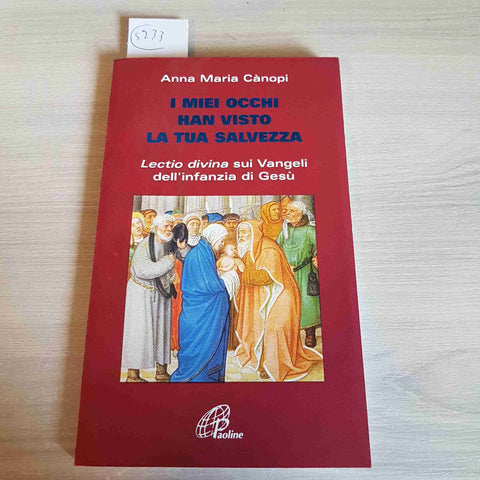 5233
Anna Maria Cànopi
I MIEI OCCHI
HAN VISTO
LA TUA SALVEZZA
Lectio divina sui Vangeli
dell'infanzia di Gesù
Paoline